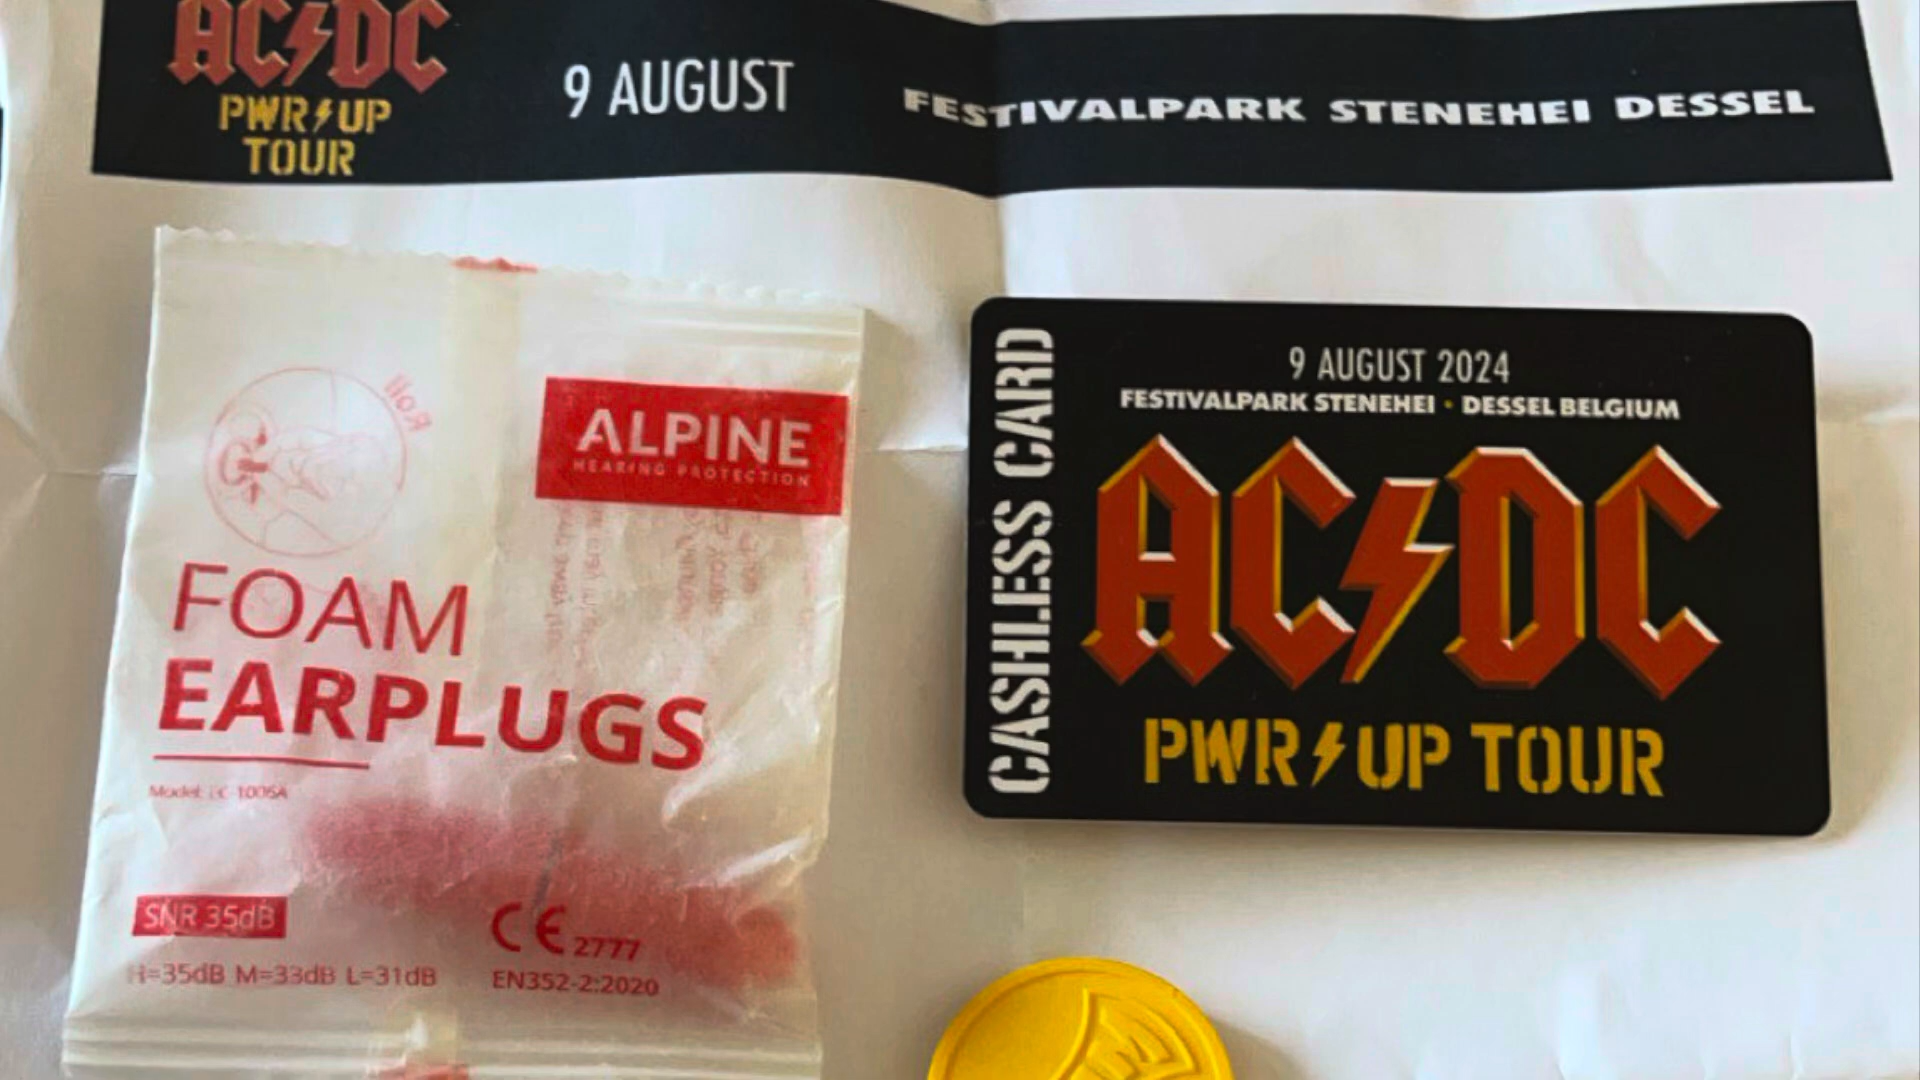 AC⚡DC
PWR⚡UP
TOUR
9 AUGUST
FESTIVALPARK STENEHEI DESSEL
Roll
ALPINE
HEARING PROTECTION
FOAM
EARPLUGS
SNR 35dB
H=35dB M=33dB L=31dB
CE 2777
EN352-2:2020
CASHLESS CARD
9 AUGUST 2024
FESTIVALPARK STENEHEI · DESSEL BELGIUM
AC⚡DC
PWR⚡UP TOUR